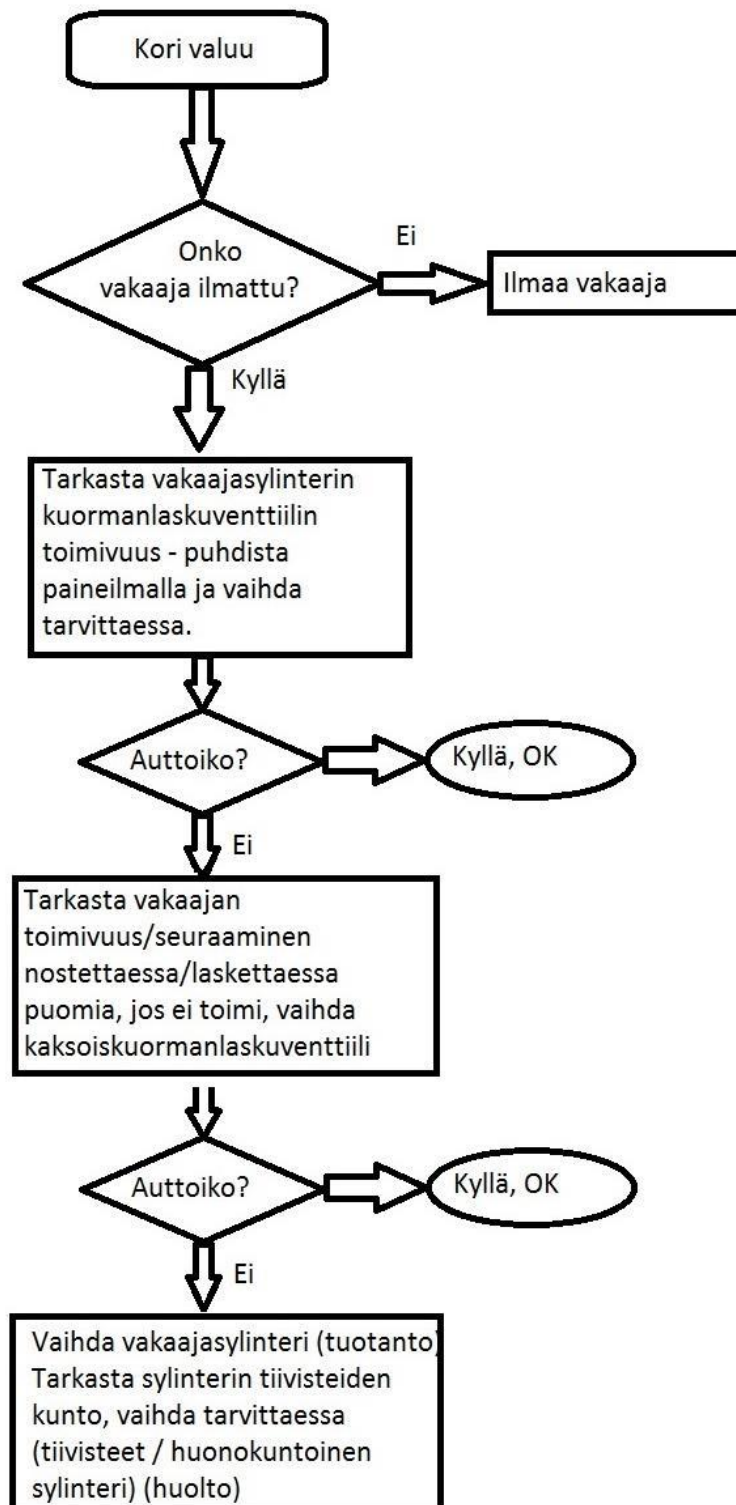 Kori valuu
Onko
vakaaja ilmattu?
Ei
Ilmaa vakaaja
Kyllä
Tarkasta vakaajasylinterin
kuormanlaskuventtiilin
toimivuus - puhdista
paineilmalla ja vaihda
tarvittaessa.
Auttoiko?
Kyllä, OK
Ei
Tarkasta vakaajan
toimivuus/seuraaminen
nostettaessa/laskettaessa
puomia, jos ei toimi, vaihda
kaksoiskuormanlaskuventtiili
Auttoiko?
Kyllä, OK
Ei
Vaihda vakaajasylinteri (tuotanto)
Tarkasta sylinterin tiivisteiden
kunto, vaihda tarvittaessa
(tiivisteet / huonokuntoinen
sylinteri) (huolto)